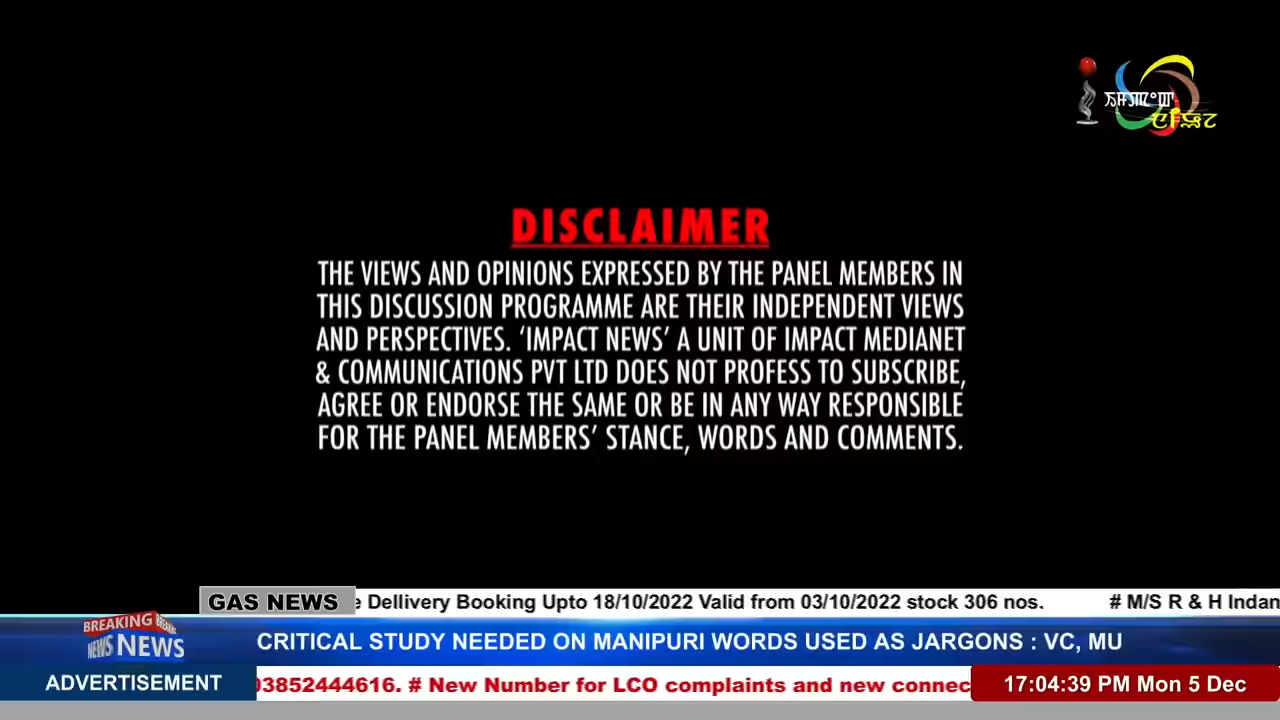 DISCLAIMER
THE VIEWS AND OPINIONS EXPRESSED BY THE PANEL MEMBERS IN
THIS DISCUSSION PROGRAMME ARE THEIR INDEPENDENT VIEWS
AND PERSPECTIVES. ‘IMPACT NEWS’ A UNIT OF IMPACT MEDIANET
& COMMUNICATIONS PVT LTD DOES NOT PROFESS TO SUBSCRIBE,
AGREE OR ENDORSE THE SAME OR BE IN ANY WAY RESPONSIBLE
FOR THE PANEL MEMBERS’ STANCE, WORDS AND COMMENTS.
GAS NEWS e Dellivery Booking Upto 18/10/2022 Valid from 03/10/2022 stock 306 nos. # M/S R & H Indan
BREAKING
NEWS NEWS
CRITICAL STUDY NEEDED ON MANIPURI WORDS USED AS JARGONS : VC, MU
ADVERTISEMENT 03852444616. # New Number for LCO complaints and new connec 17:04:39 PM Mon 5 Dec